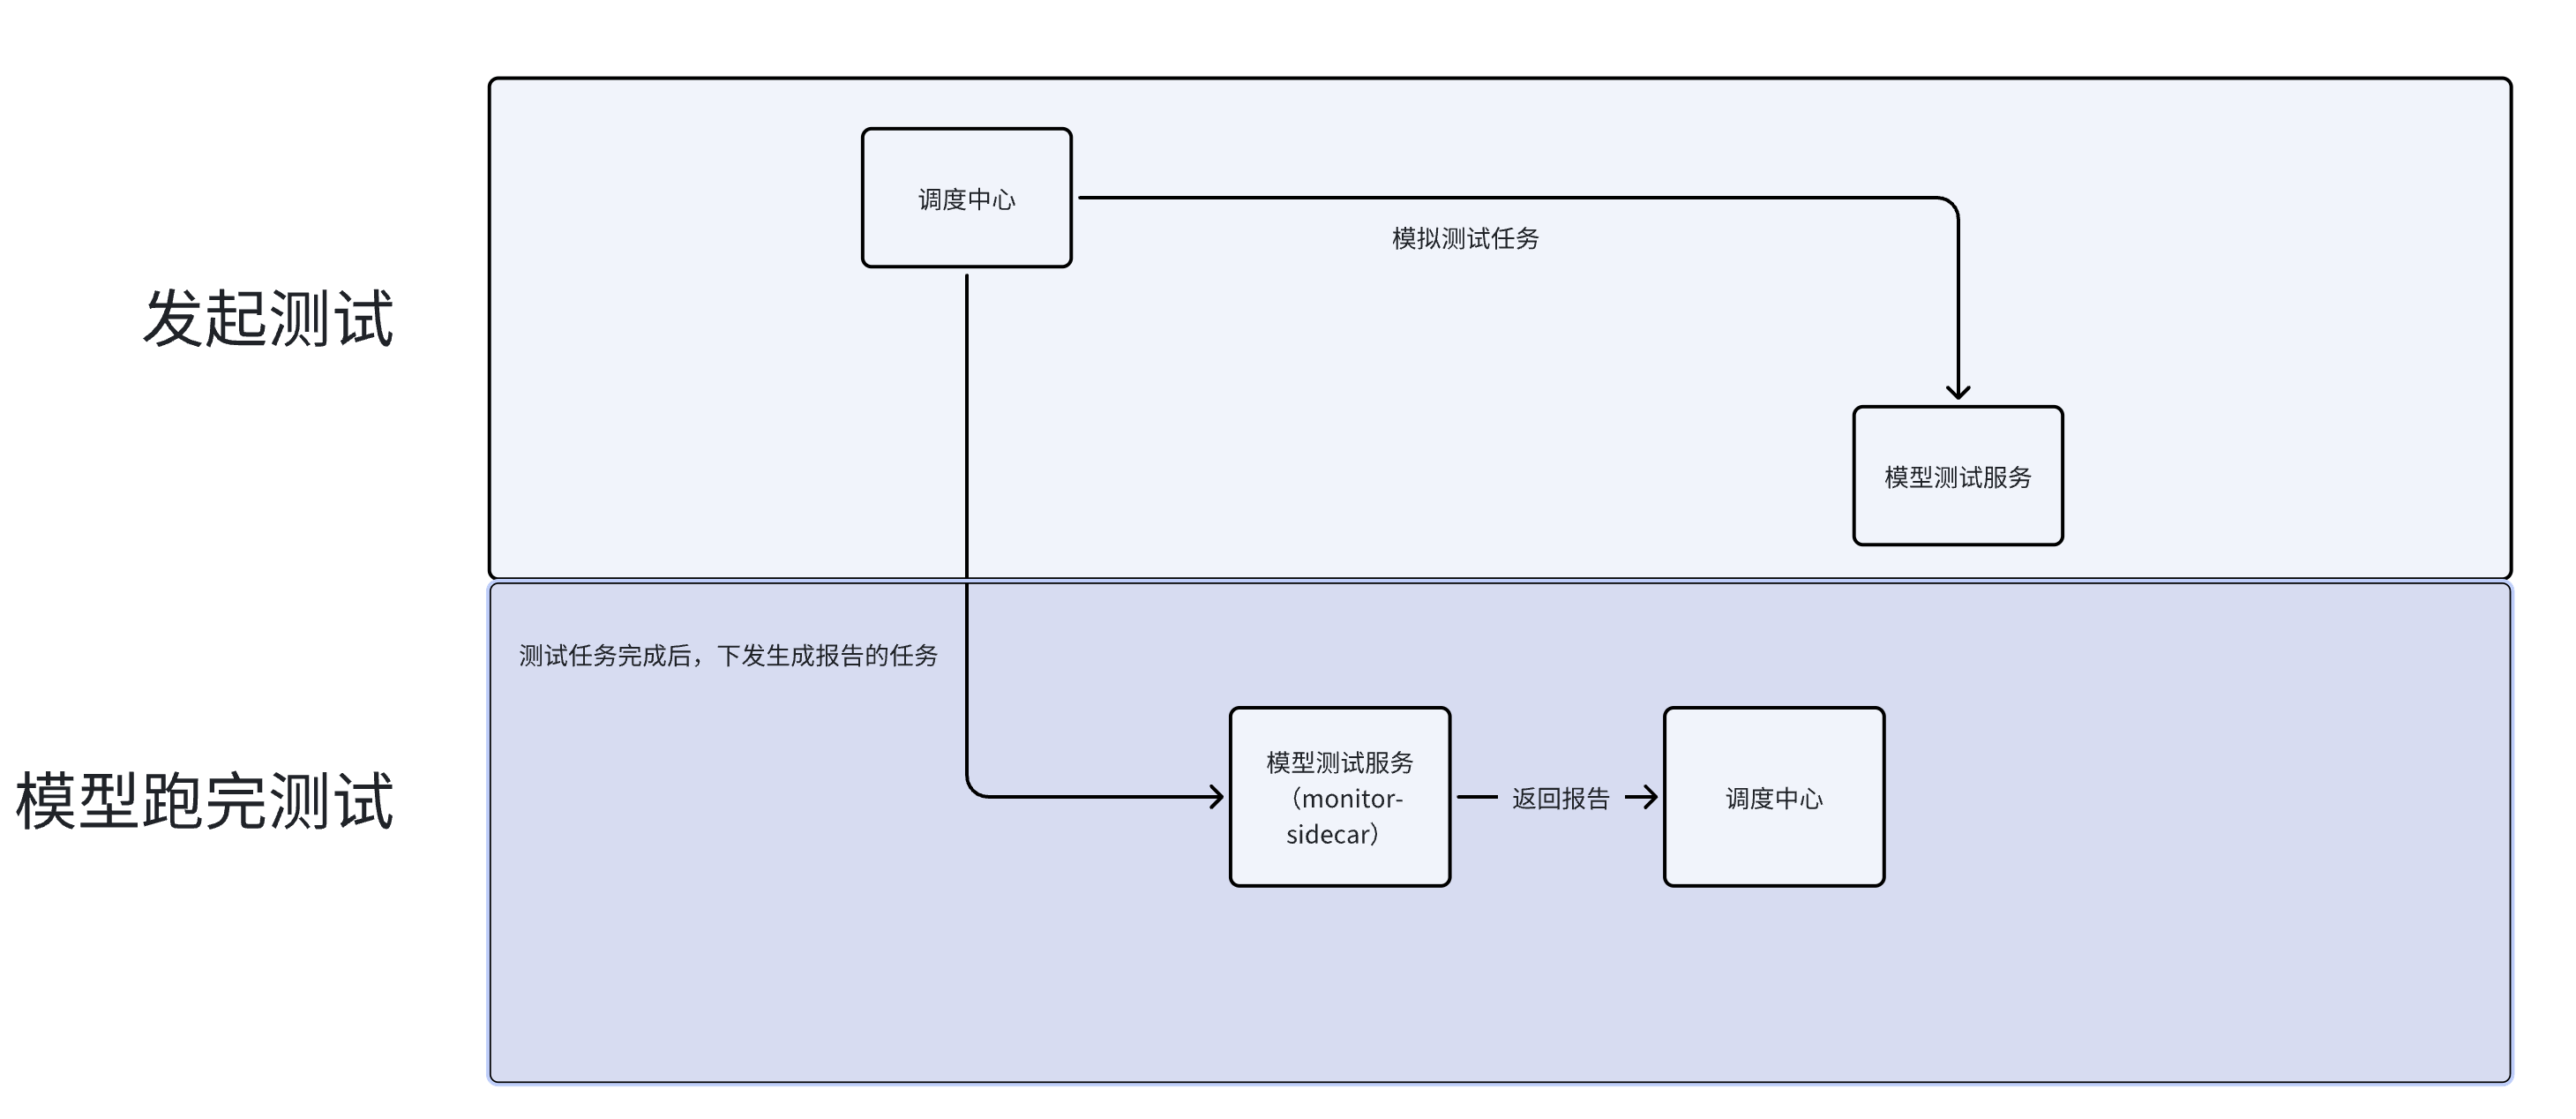 调度中心
模拟测试任务
发起测试
模型测试服务
测试任务完成后，下发生成报告的任务
模型跑完测试
模型测试服务
（monitor-
sidecar）
返回报告
调度中心